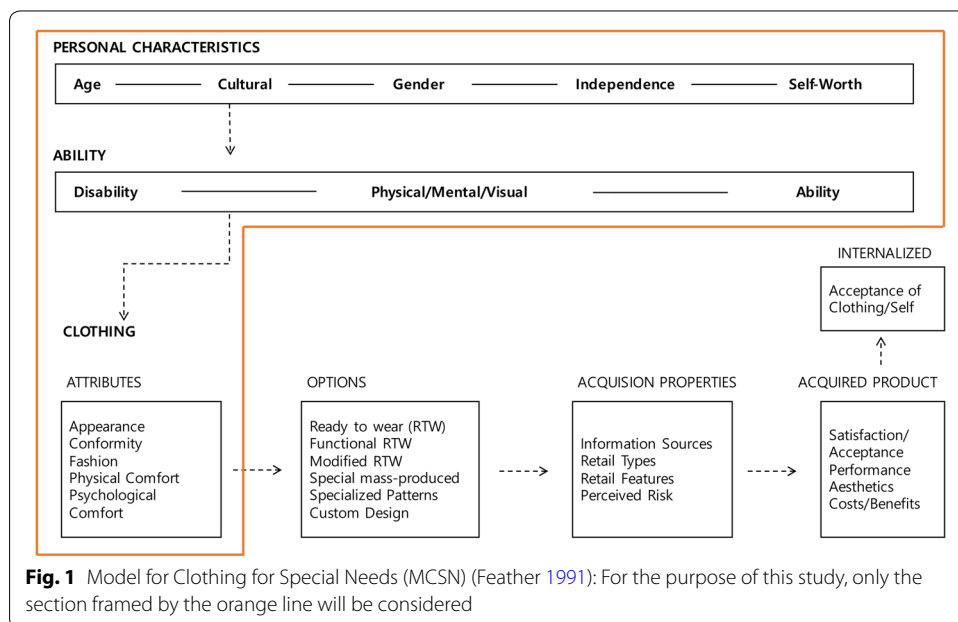 PERSONAL CHARACTERISTICS
Age Cultural Gender Independence Self-Worth
ABILITY
Disability Physical/Mental/Visual Ability
INTERNALIZED
Acceptance of
Clothing/Self
CLOTHING
ATTRIBUTES
Appearance
Conformity
Fashion
Physical Comfort
Psychological
Comfort
OPTIONS
Ready to wear (RTW)
Functional RTW
Modified RTW
Special mass-produced
Specialized Patterns
Custom Design
ACQUISION PROPERTIES
Information Sources
Retail Types
Retail Features
Perceived Risk
ACQUIRED PRODUCT
Satisfaction/
Acceptance
Performance
Aesthetics
Costs/Benefits
Fig. 1 Model for Clothing for Special Needs (MCSN) (Feather 1991): For the purpose of this study, only the
section framed by the orange line will be considered